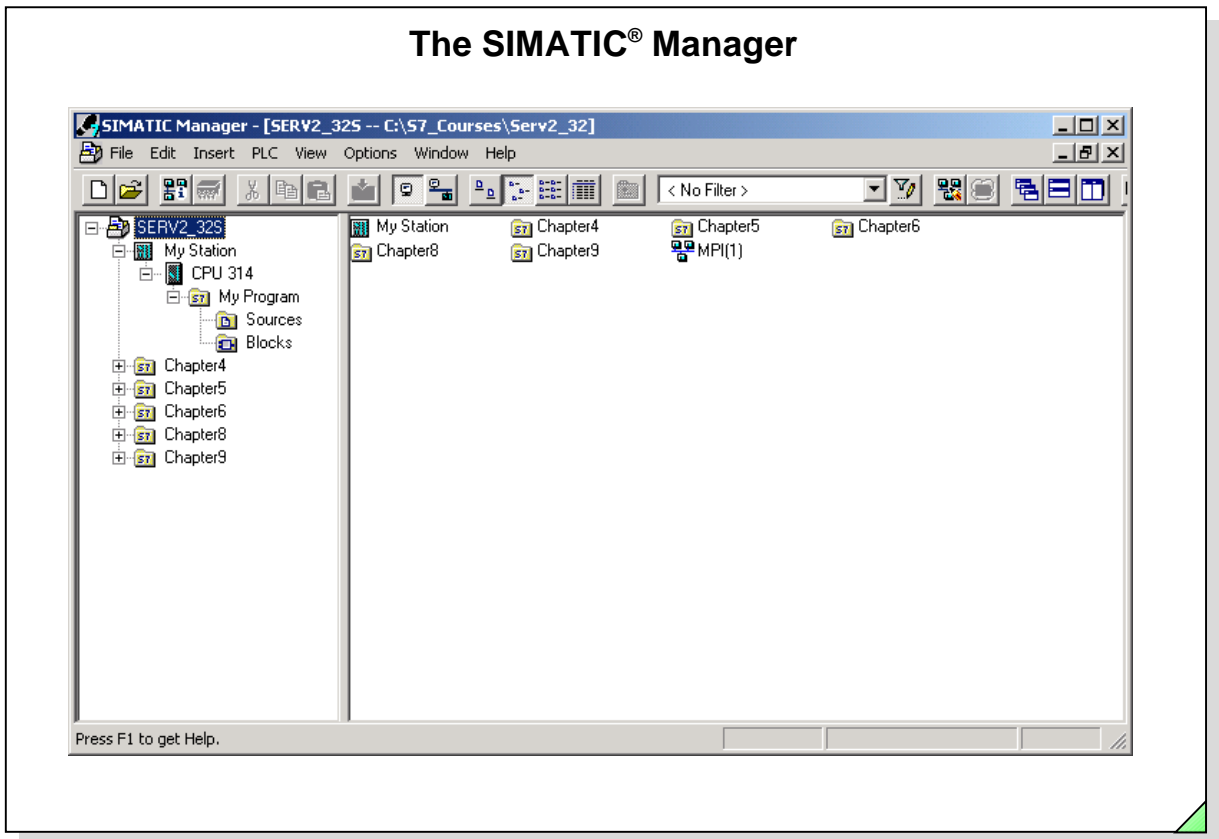 The SIMATIC® Manager
SIMATIC Manager - [SERV2_32S -- C:\S7_Courses\Serv2_32]
File Edit Insert PLC View Options Window Help
< No Filter >
SERV2_32S
My Station
CPU 314
My Program
Sources
Blocks
Chapter4
Chapter5
Chapter6
Chapter8
Chapter9
My Station Chapter4 Chapter5 Chapter6
Chapter8 Chapter9 MPI(1)
Press F1 to get Help.